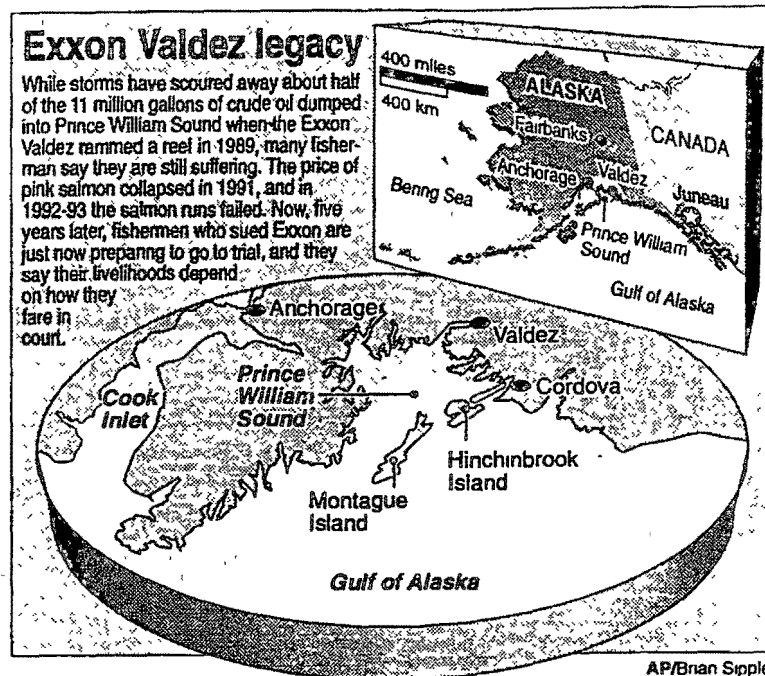 Exxon Valdez legacy
While storms have scoured away about half
of the 11 million gallons of crude oil dumped
into Prince William Sound when the Exxon
Valdez rammed a reef in 1989, many fisher-
man say they are still suffering. The price of
pink salmon collapsed in 1991, and in
1992-93 the salmon runs failed. Now, five
years later, fishermen who sued Exxon are
just now preparing to go to trial, and they
say their livelihoods depend
on how they
fare in
court.
400 miles
400 km
ALASKA
Fairbanks
CANADA
Anchorage
Valdez
Bering Sea
Juneau
Prince William
Sound
Gulf of Alaska
Anchorage
Valdez
Prince
William
Sound
Cordova
Cook
Inlet
Hinchinbrook
Island
Montague
Island
Gulf of Alaska
AP/Brian Sipple